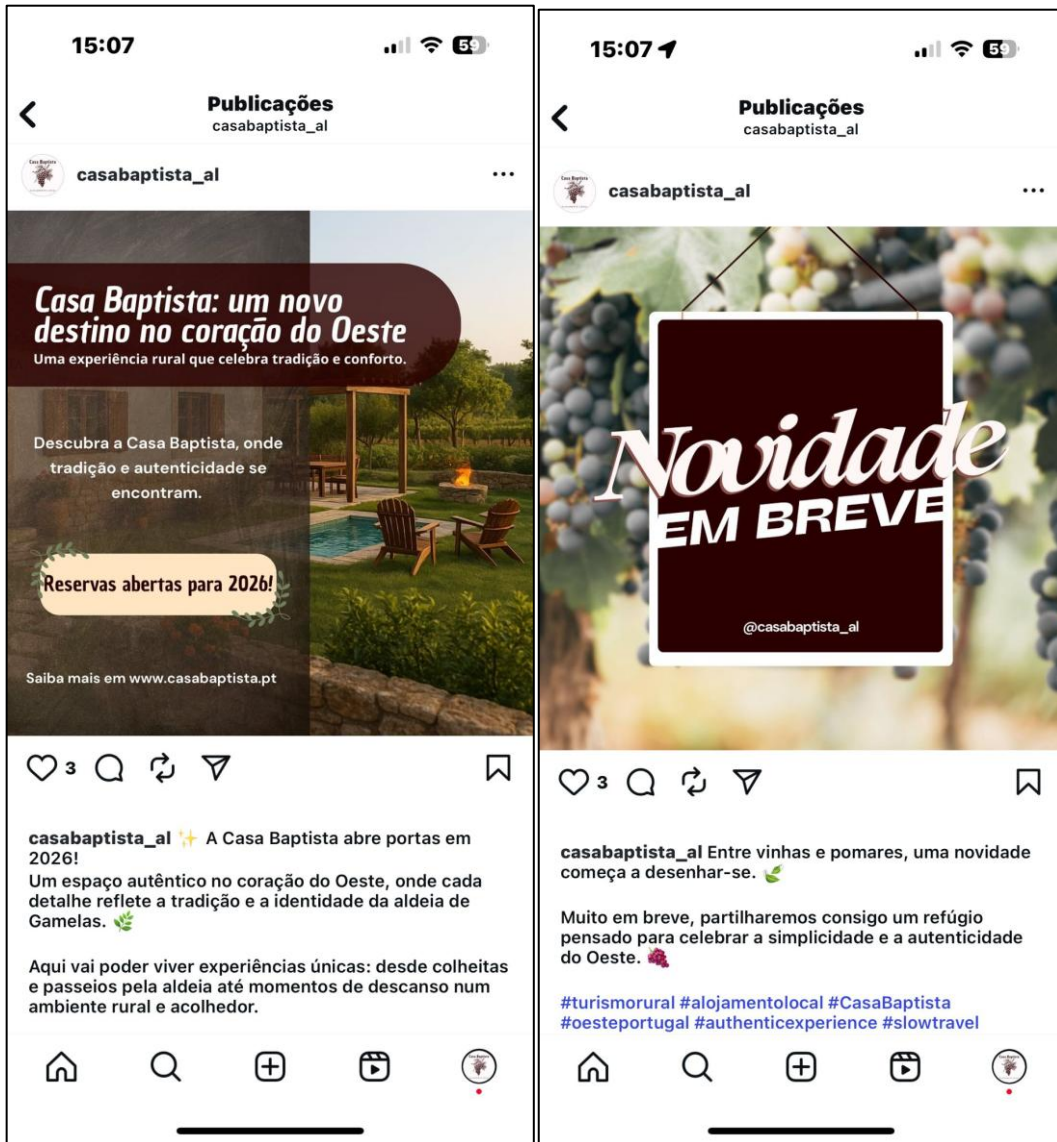 15:07
59
Publicações
casabaptista_al
Casa Baptista
casabaptista_al
Casa Baptista: um novo
destino no coração do Oeste
Uma experiência rural que celebra tradição e conforto.
Descubra a Casa Baptista, onde
tradição e autenticidade se
encontram.
Reservas abertas para 2026!
Saiba mais em www.casabaptista.pt
3
casabaptista_al ✨ A Casa Baptista abre portas em
2026!
Um espaço autêntico no coração do Oeste, onde cada
detalhe reflete a tradição e a identidade da aldeia de
Gamelas. 🌿
Aqui vai poder viver experiências únicas: desde colheitas
e passeios pela aldeia até momentos de descanso num
ambiente rural e acolhedor.
15:07
59
Publicações
casabaptista_al
Casa Baptista
casabaptista_al
Novidade
EM BREVE
@casabaptista_al
3
casabaptista_al Entre vinhas e pomares, uma novidade
começa a desenhar-se. 🍃
Muito em breve, partilharemos consigo um refúgio
pensado para celebrar a simplicidade e a autenticidade
do Oeste. 🍇
#turismorural #alojamentolocal #CasaBaptista
#oesteportugal #authenticexperience #slowtravel